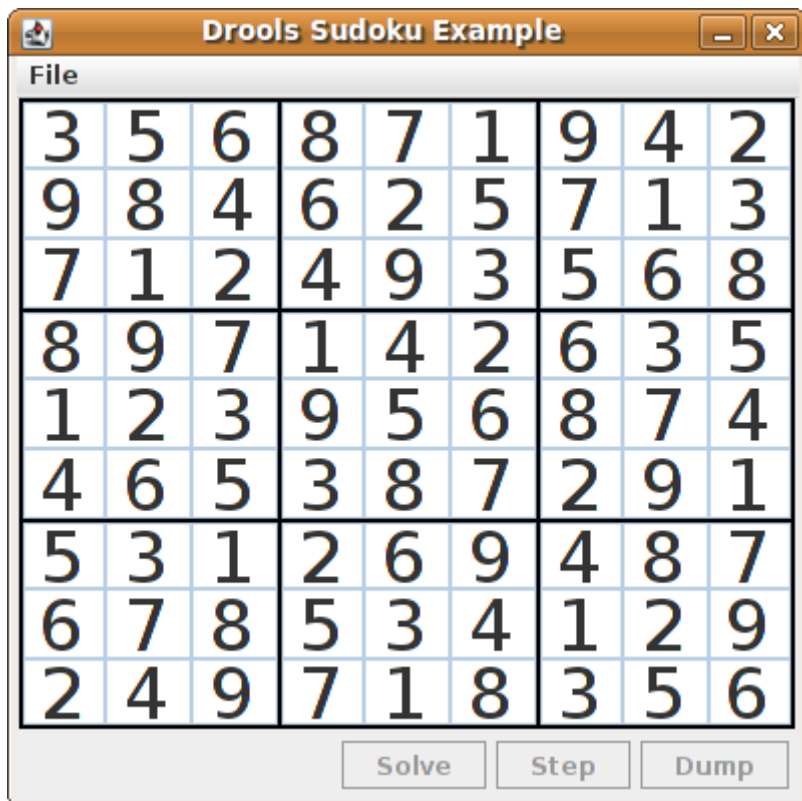 Drools Sudoku Example
File
3 5 6 8 7 1 9 4 2
9 8 4 6 2 5 7 1 3
7 1 2 4 9 3 5 6 8
8 9 7 1 4 2 6 3 5
1 2 3 9 5 6 8 7 4
4 6 5 3 8 7 2 9 1
5 3 1 2 6 9 4 8 7
6 7 8 5 3 4 1 2 9
2 4 9 7 1 8 3 5 6
Solve Step Dump